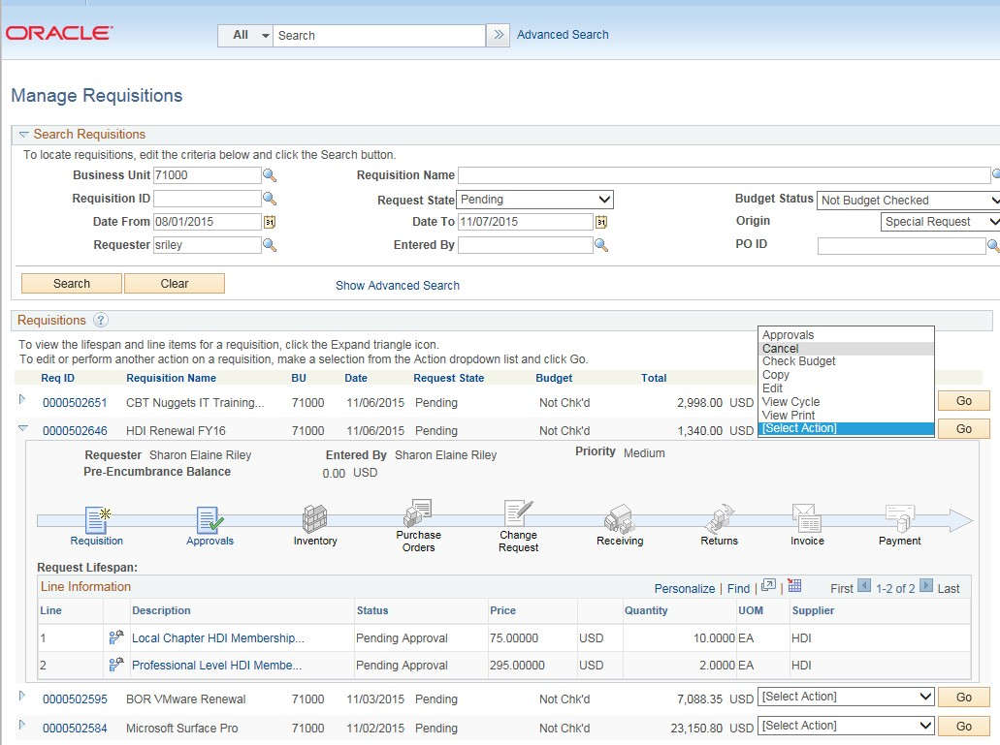 ORACLE
All Search Advanced Search
Manage Requisitions
Search Requisitions
To locate requisitions, edit the criteria below and click the Search button.
Business Unit 71000 Requisition Name
Requisition ID Request State Pending Budget Status Not Budget Checked
Date From 08/01/2015 31 Date To 11/07/2015 31 Origin Special Request
Requester sriley Entered By PO ID
Search Clear Show Advanced Search
Requisitions ?
To view the lifespan and line items for a requisition, click the Expand triangle icon.
To edit or perform another action on a requisition, make a selection from the Action dropdown list and click Go.
Approvals
Cancel
Check Budget
Copy
Edit
View Cycle
View Print
[Select Action]
Req ID Requisition Name BU Date Request State Budget Total
0000502651 CBT Nuggets IT Training... 71000 11/06/2015 Pending Not Chk'd 2,998.00 USD Go
0000502646 HDI Renewal FY16 71000 11/06/2015 Pending Not Chk'd 1,340.00 USD Go
Requester Sharon Elaine Riley Entered By Sharon Elaine Riley Priority Medium
Pre-Encumbrance Balance 0.00 USD
Requisition Approvals Inventory Purchase Orders Change Request Receiving Returns Invoice Payment
Request Lifespan:
Line Information Personalize | Find | | First 1-2 of 2 Last
Line Description Status Price Quantity UOM Supplier
1 Local Chapter HDI Membership... Pending Approval 75.00000 USD 10.0000 EA HDI
2 Professional Level HDI Membe... Pending Approval 295.00000 USD 2.0000 EA HDI
0000502595 BOR VMware Renewal 71000 11/03/2015 Pending Not Chk'd 7,088.35 USD [Select Action] Go
0000502584 Microsoft Surface Pro 71000 11/02/2015 Pending Not Chk'd 23,150.80 USD [Select Action] Go